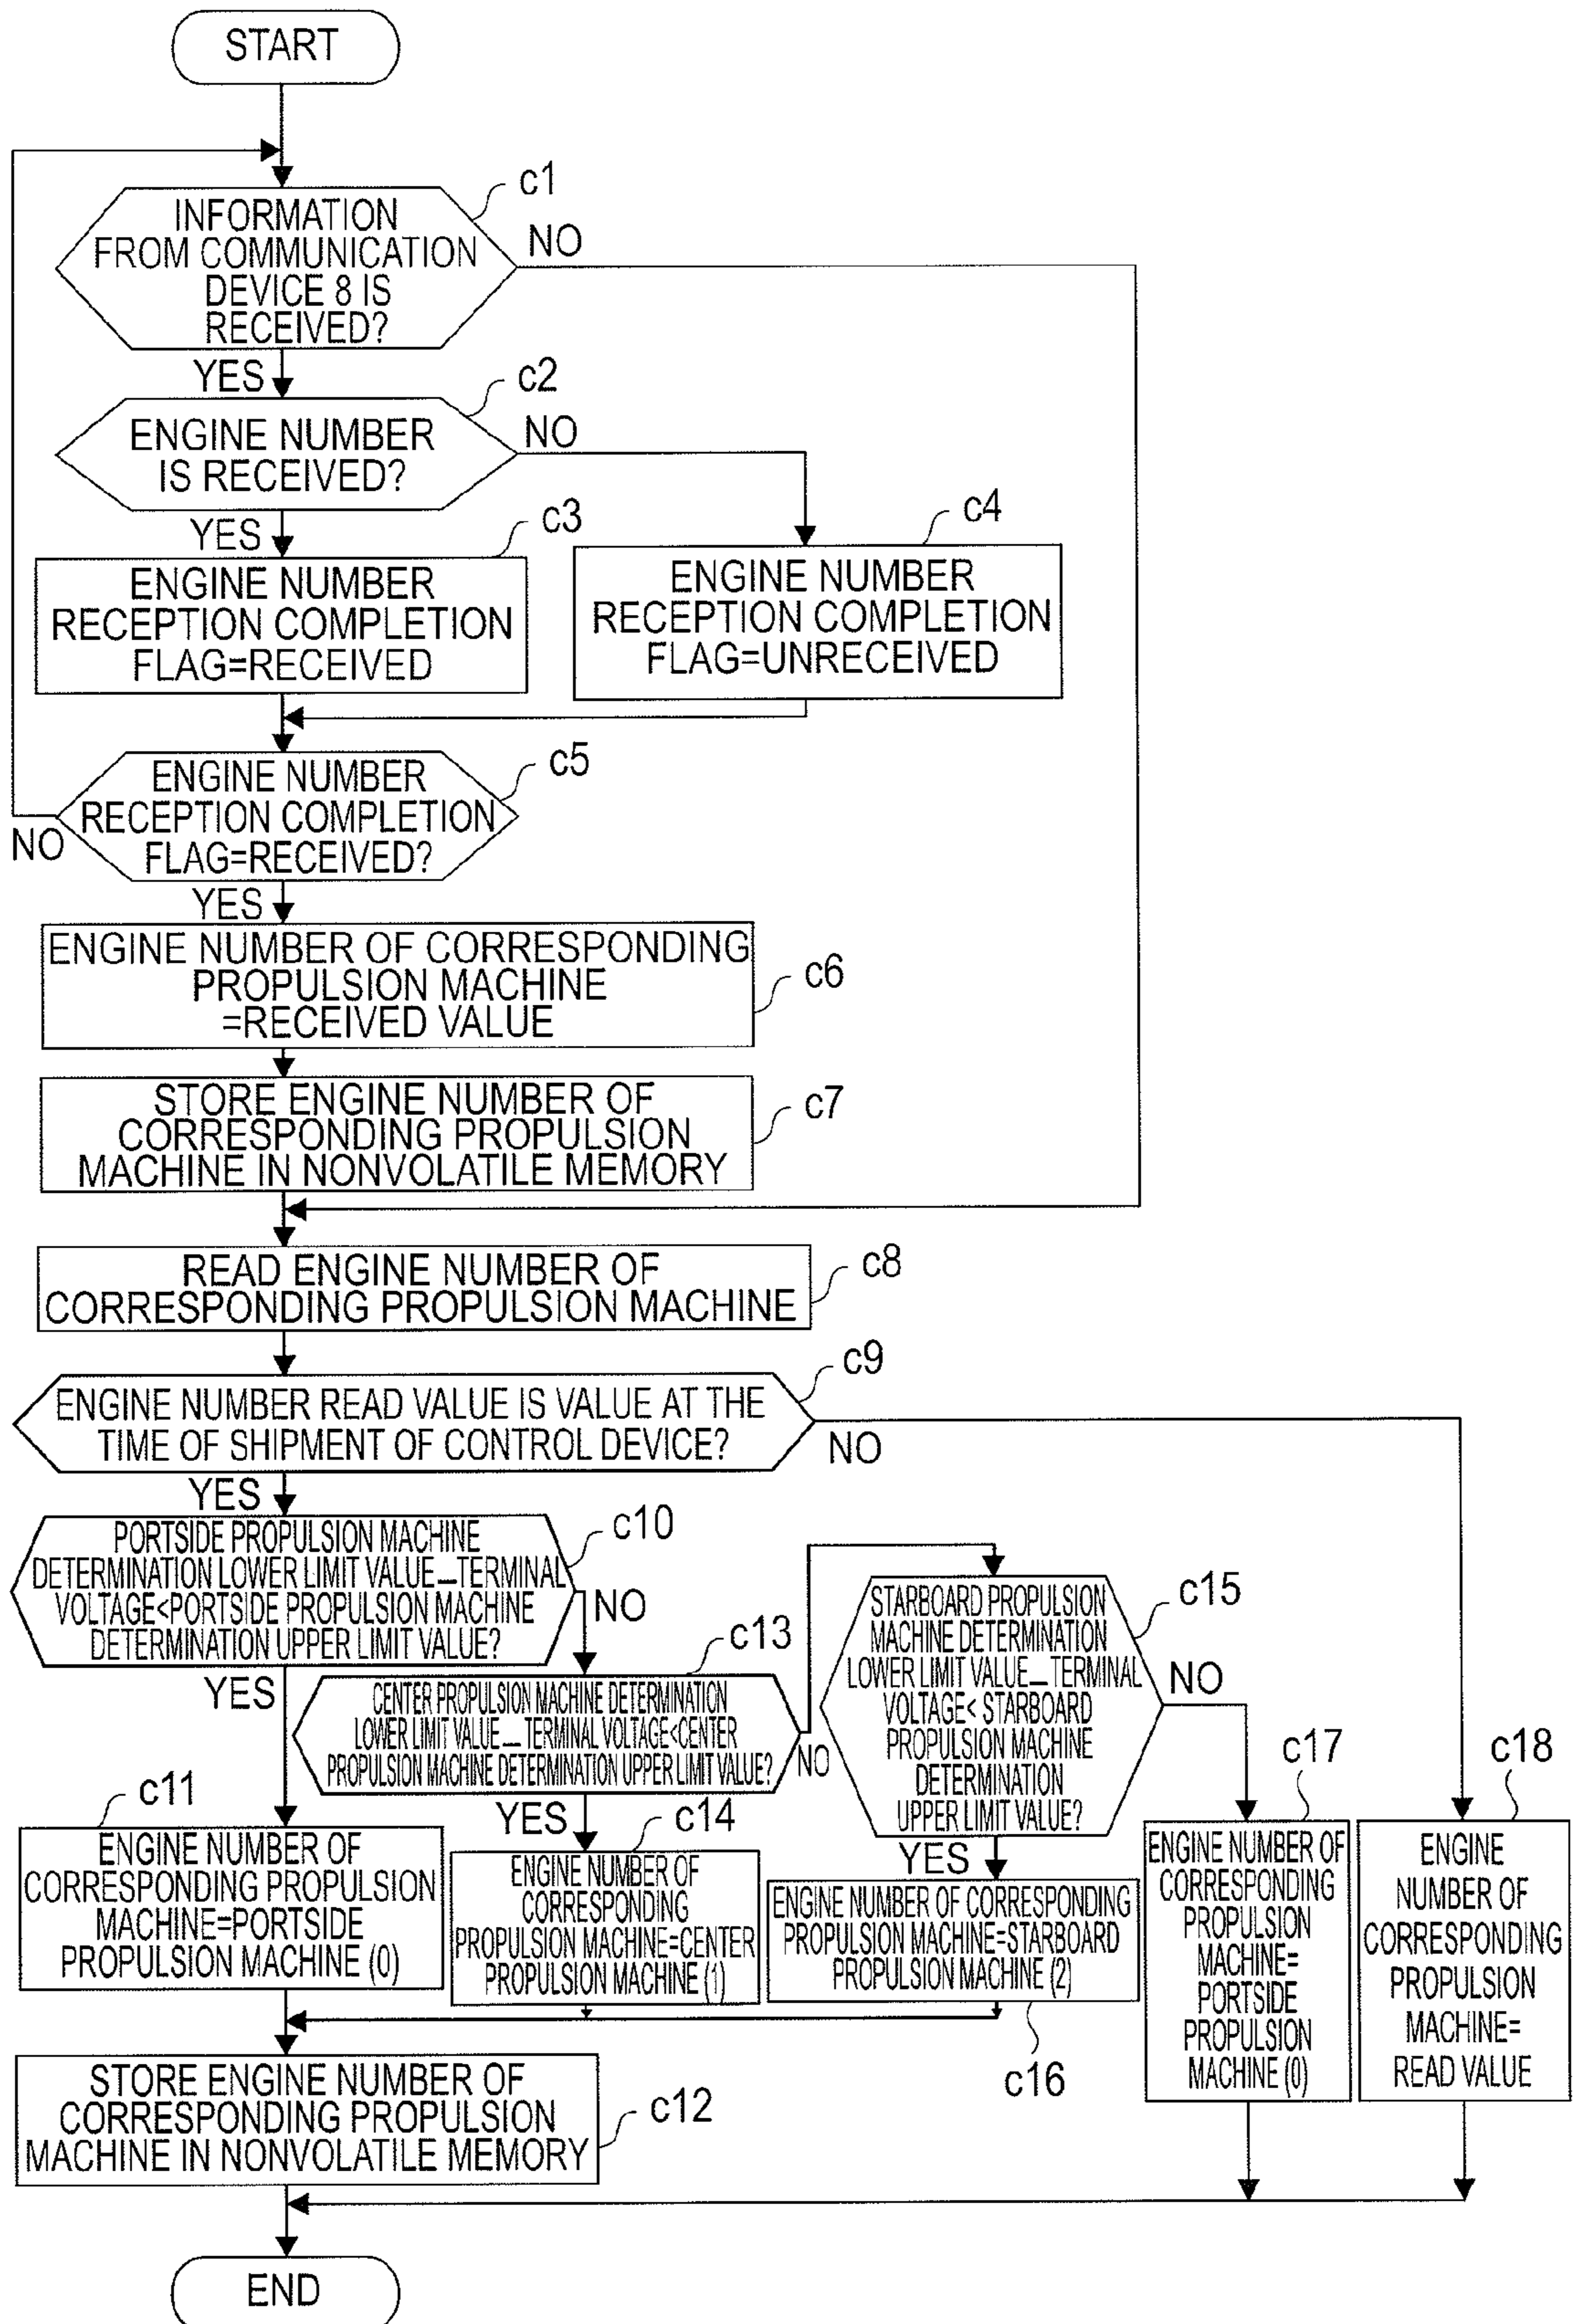 START
c1
INFORMATION
FROM COMMUNICATION
DEVICE 8 IS
RECEIVED?
NO
YES
c2
ENGINE NUMBER
IS RECEIVED?
NO
YES
c3
ENGINE NUMBER
RECEPTION COMPLETION
FLAG=RECEIVED
c4
ENGINE NUMBER
RECEPTION COMPLETION
FLAG=UNRECEIVED
c5
ENGINE NUMBER
RECEPTION COMPLETION
FLAG=RECEIVED?
NO
YES
ENGINE NUMBER OF CORRESPONDING
PROPULSION MACHINE
=RECEIVED VALUE
c6
STORE ENGINE NUMBER OF
CORRESPONDING PROPULSION
MACHINE IN NONVOLATILE MEMORY
c7
READ ENGINE NUMBER OF
CORRESPONDING PROPULSION MACHINE
c8
c9
ENGINE NUMBER READ VALUE IS VALUE AT THE
TIME OF SHIPMENT OF CONTROL DEVICE?
NO
YES
c10
PORTSIDE PROPULSION MACHINE
DETERMINATION LOWER LIMIT VALUE_TERMINAL
VOLTAGE<PORTSIDE PROPULSION MACHINE
DETERMINATION UPPER LIMIT VALUE?
NO
YES
c13
CENTER PROPULSION MACHINE DETERMINATION
LOWER LIMIT VALUE_TERMINAL VOLTAGE<CENTER
PROPULSION MACHINE DETERMINATION UPPER LIMIT VALUE?
NO
YES
c15
STARBOARD PROPULSION
MACHINE DETERMINATION
LOWER LIMIT VALUE_TERMINAL
VOLTAGE< STARBOARD
PROPULSION MACHINE
DETERMINATION
UPPER LIMIT VALUE?
NO
YES
c11
ENGINE NUMBER OF
CORRESPONDING PROPULSION
MACHINE=PORTSIDE
PROPULSION MACHINE (0)
c14
ENGINE NUMBER OF
CORRESPONDING
PROPULSION MACHINE=CENTER
PROPULSION MACHINE (1)
ENGINE NUMBER OF CORRESPONDING
PROPULSION MACHINE=STARBOARD
PROPULSION MACHINE (2)
c16
c17
ENGINE NUMBER OF
CORRESPONDING
PROPULSION
MACHINE=
PORTSIDE
PROPULSION
MACHINE (0)
c18
ENGINE
NUMBER OF
CORRESPONDING
PROPULSION
MACHINE=
READ VALUE
STORE ENGINE NUMBER OF
CORRESPONDING PROPULSION
MACHINE IN NONVOLATILE MEMORY
c12
END